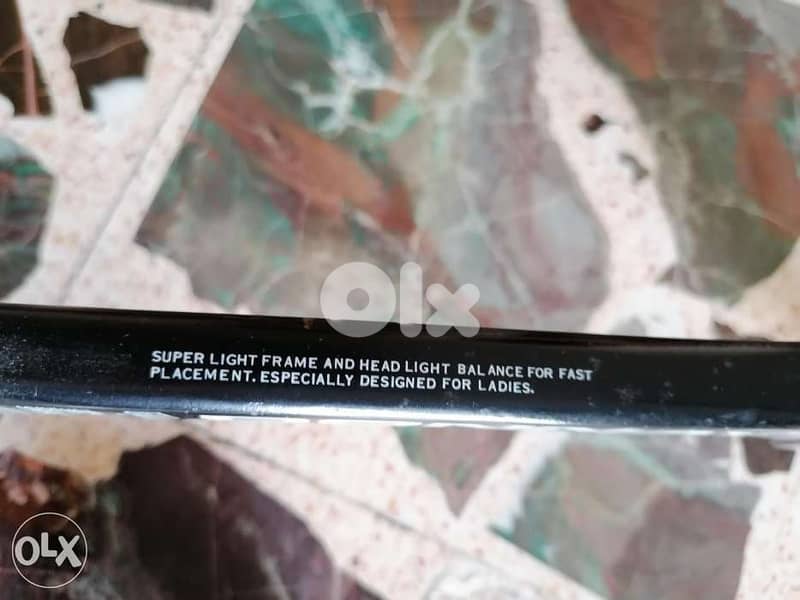 OLX
SUPER LIGHT FRAME AND HEAD LIGHT BALANCE FOR FAST
PLACEMENT. ESPECIALLY DESIGNED FOR LADIES.
OLX